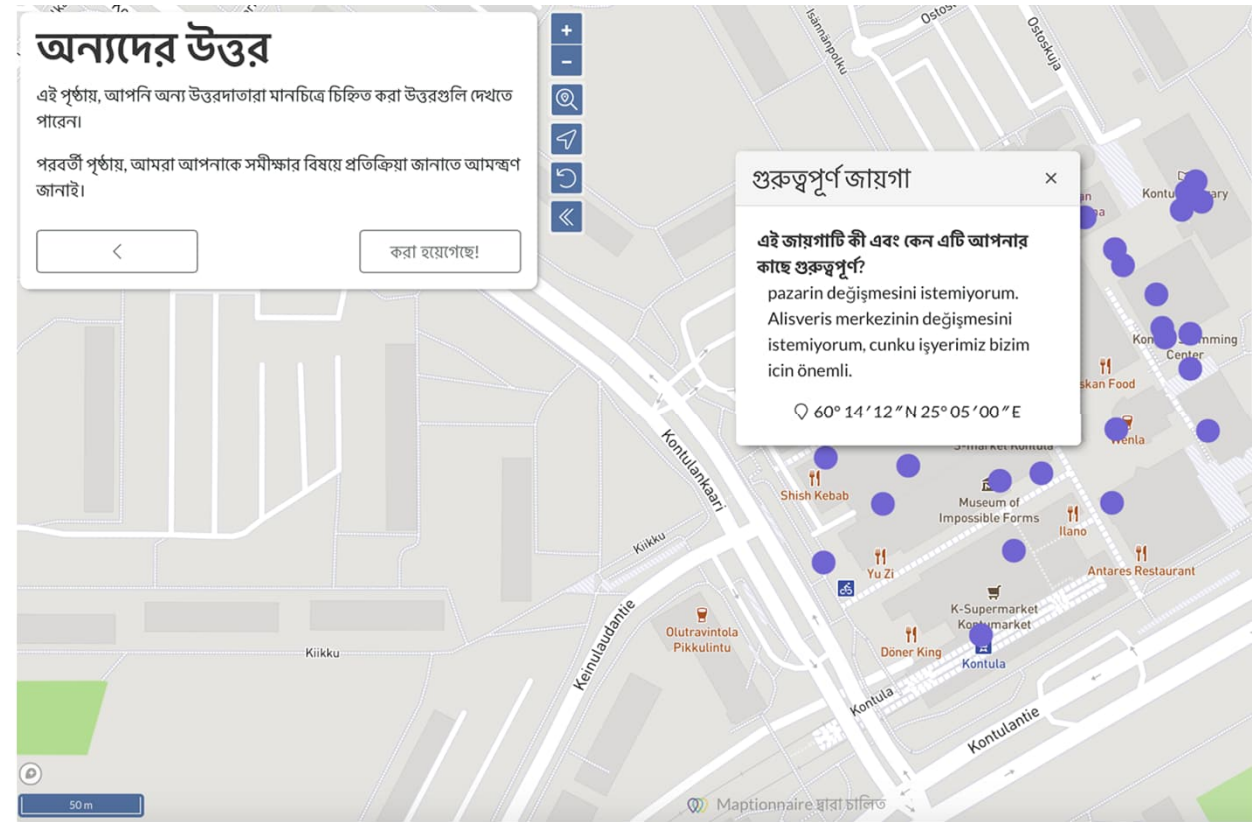 অন্যদের উত্তর
এই পৃষ্ঠায়, আপনি অন্য উত্তরদাতারা মানচিত্রে চিহ্নিত করা উত্তরগুলি দেখতে
পারেন।
পরবর্তী পৃষ্ঠায়, আমরা আপনাকে সমীক্ষার বিষয়ে প্রতিক্রিয়া জানাতে আমন্ত্রণ
জানাই।
করা হয়েগেছে!
+
−
Isännänpolku
Ostoskuja
গুরুত্বপূর্ণ জায়গা
×
এই জায়গাটি কী এবং কেন এটি আপনার
কাছে গুরুত্বপূর্ণ?
pazarin değişmesini istemiyorum.
Alisveris merkezinin değişmesini
istemiyorum, cunku işyerimiz bizim
icin önemli.
60° 14′ 12″ N 25° 05′ 00″ E
Center
Kontulankaari
Shish Kebab
Museum of
Impossible Forms
Ilano
Kiikku
Yu Zi
Antares Restaurant
K-Supermarket
Olutravintola
Pikkulintu
Döner King
Kontula
Kiikku
Keinulaudantie
Kontula
Kontulantie
50 m
Maptionnaire দ্বারা চালিত